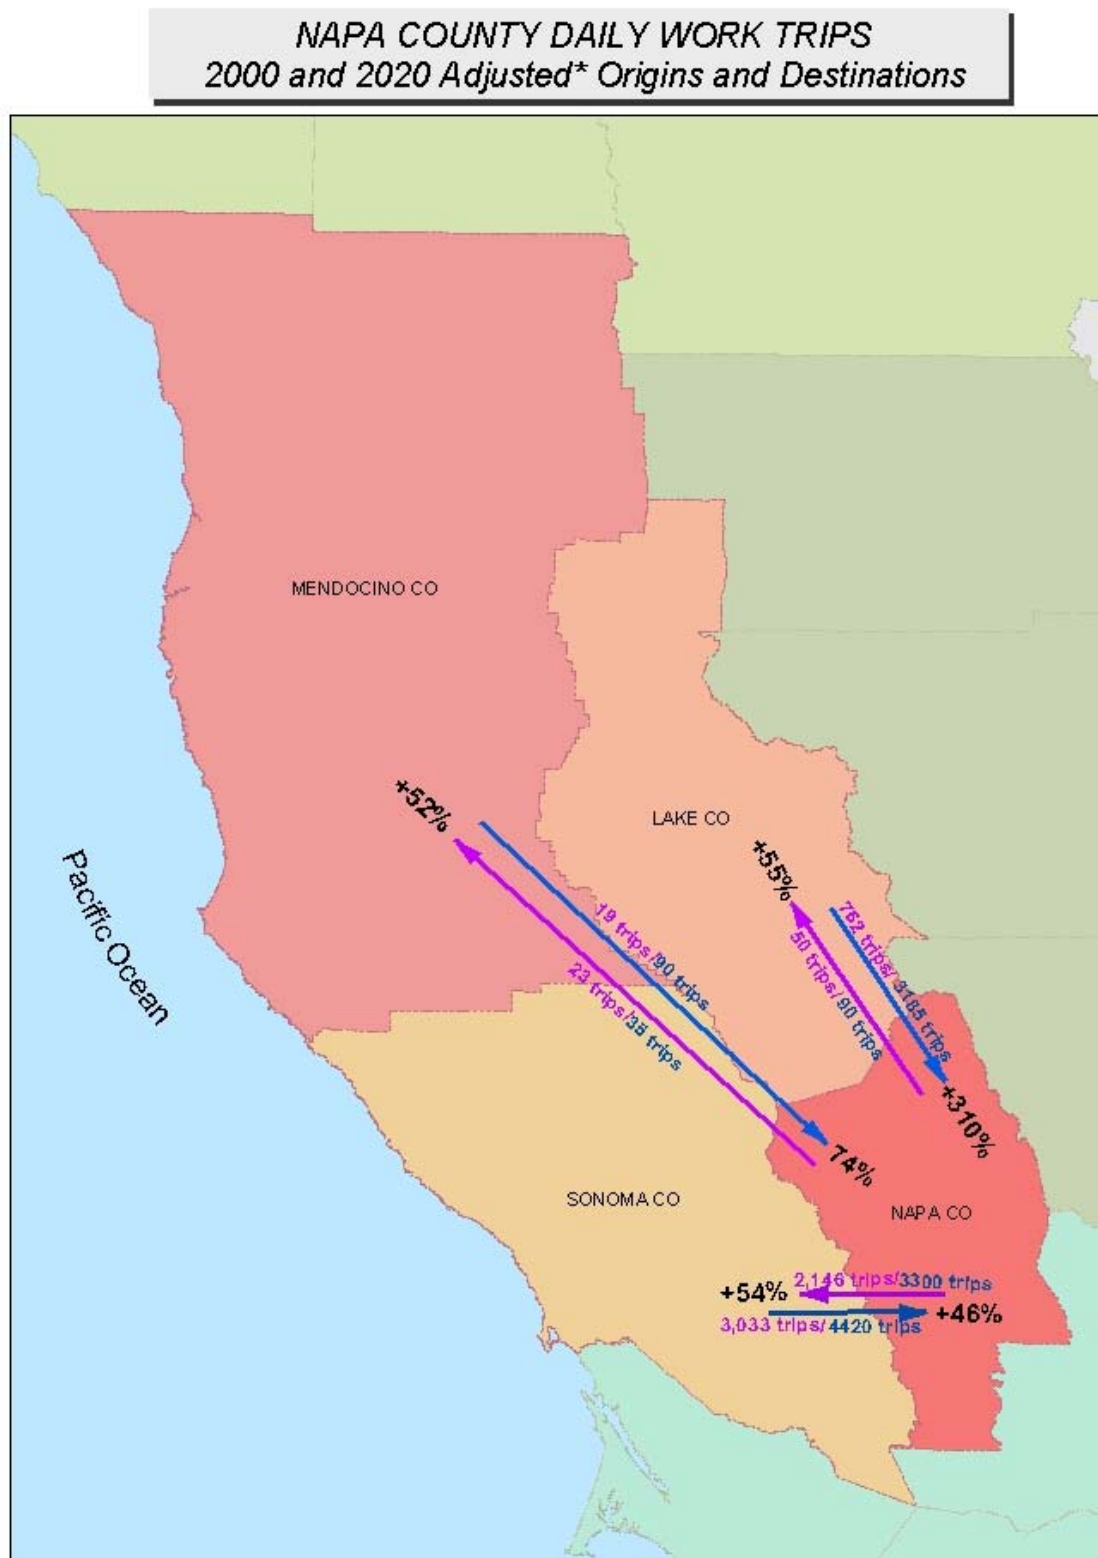 NAPA COUNTY DAILY WORK TRIPS
2000 and 2020 Adjusted* Origins and Destinations
MENDOCINO CO
LAKE CO
+52%
+55%
Pacific Ocean
762 trips/ 3185 trips
50 trips/ 90 trips
19 trips/90 trips
23 trips/35 trips
+310%
74%
SONOMA CO
NAPA CO
2,146 trips/3300 trips
+54%
+46%
3,033 trips/4420 trips